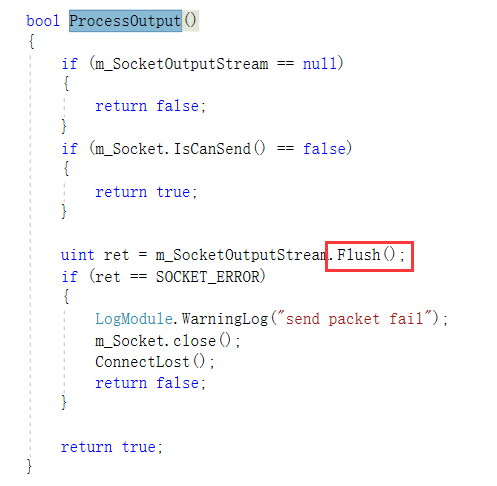 bool ProcessOutput()
{
if (m_SocketOutputStream == null)
{
return false;
}
if (m_Socket.IsCanSend() == false)
{
return true;
}
uint ret = m_SocketOutputStream.Flush();
if (ret == SOCKET_ERROR)
{
LogModule.WarningLog("send packet fail");
m_Socket.close();
ConnectLost();
return false;
}
return true;
}